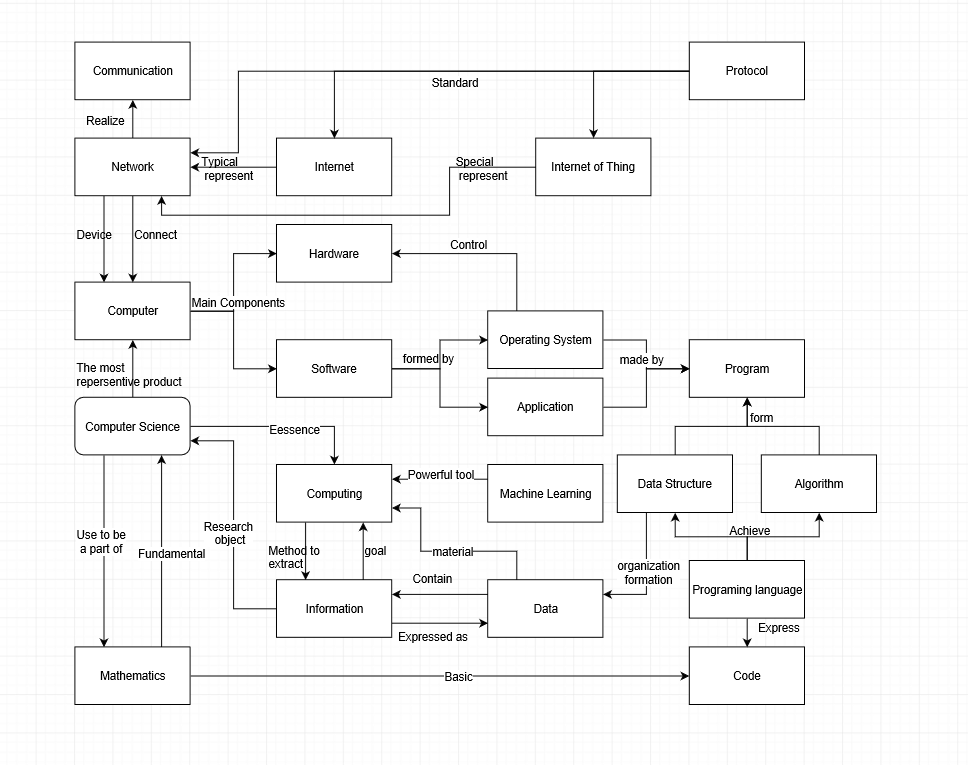 Communication
Protocol
Standard
Realize
Network
Typical
represent
Internet
Special
represent
Internet of Thing
Device
Connect
Hardware
Control
Main Components
Computer
Operating System
formed by
made by
Software
Program
The most
repersentive product
Application
form
Computer Science
Eessence
Powerful tool
Computing
Machine Learning
Data Structure
Algorithm
Research
object
Achieve
Use to be
a part of
Fundamental
Method to
extract
goal
material
organization
formation
Contain
Programing language
Information
Data
Expressed as
Express
Mathematics
Basic
Code